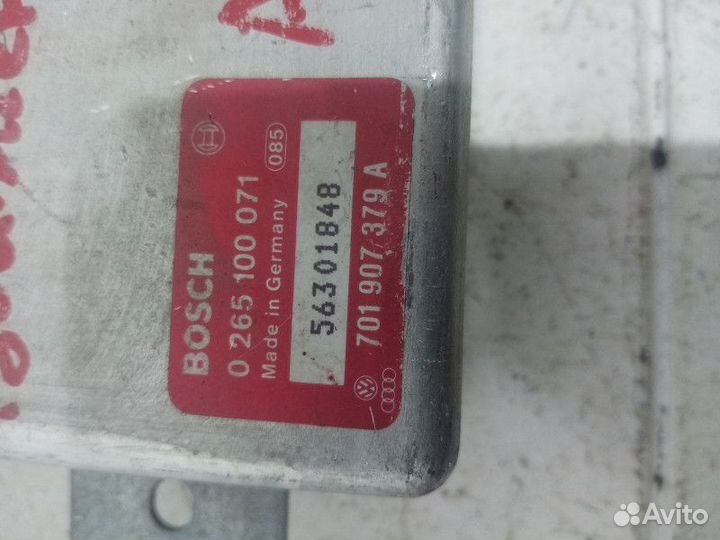 BOSCH
0 265 100 071
Made in Germany 085
56301848
701 907 379 A
Avito